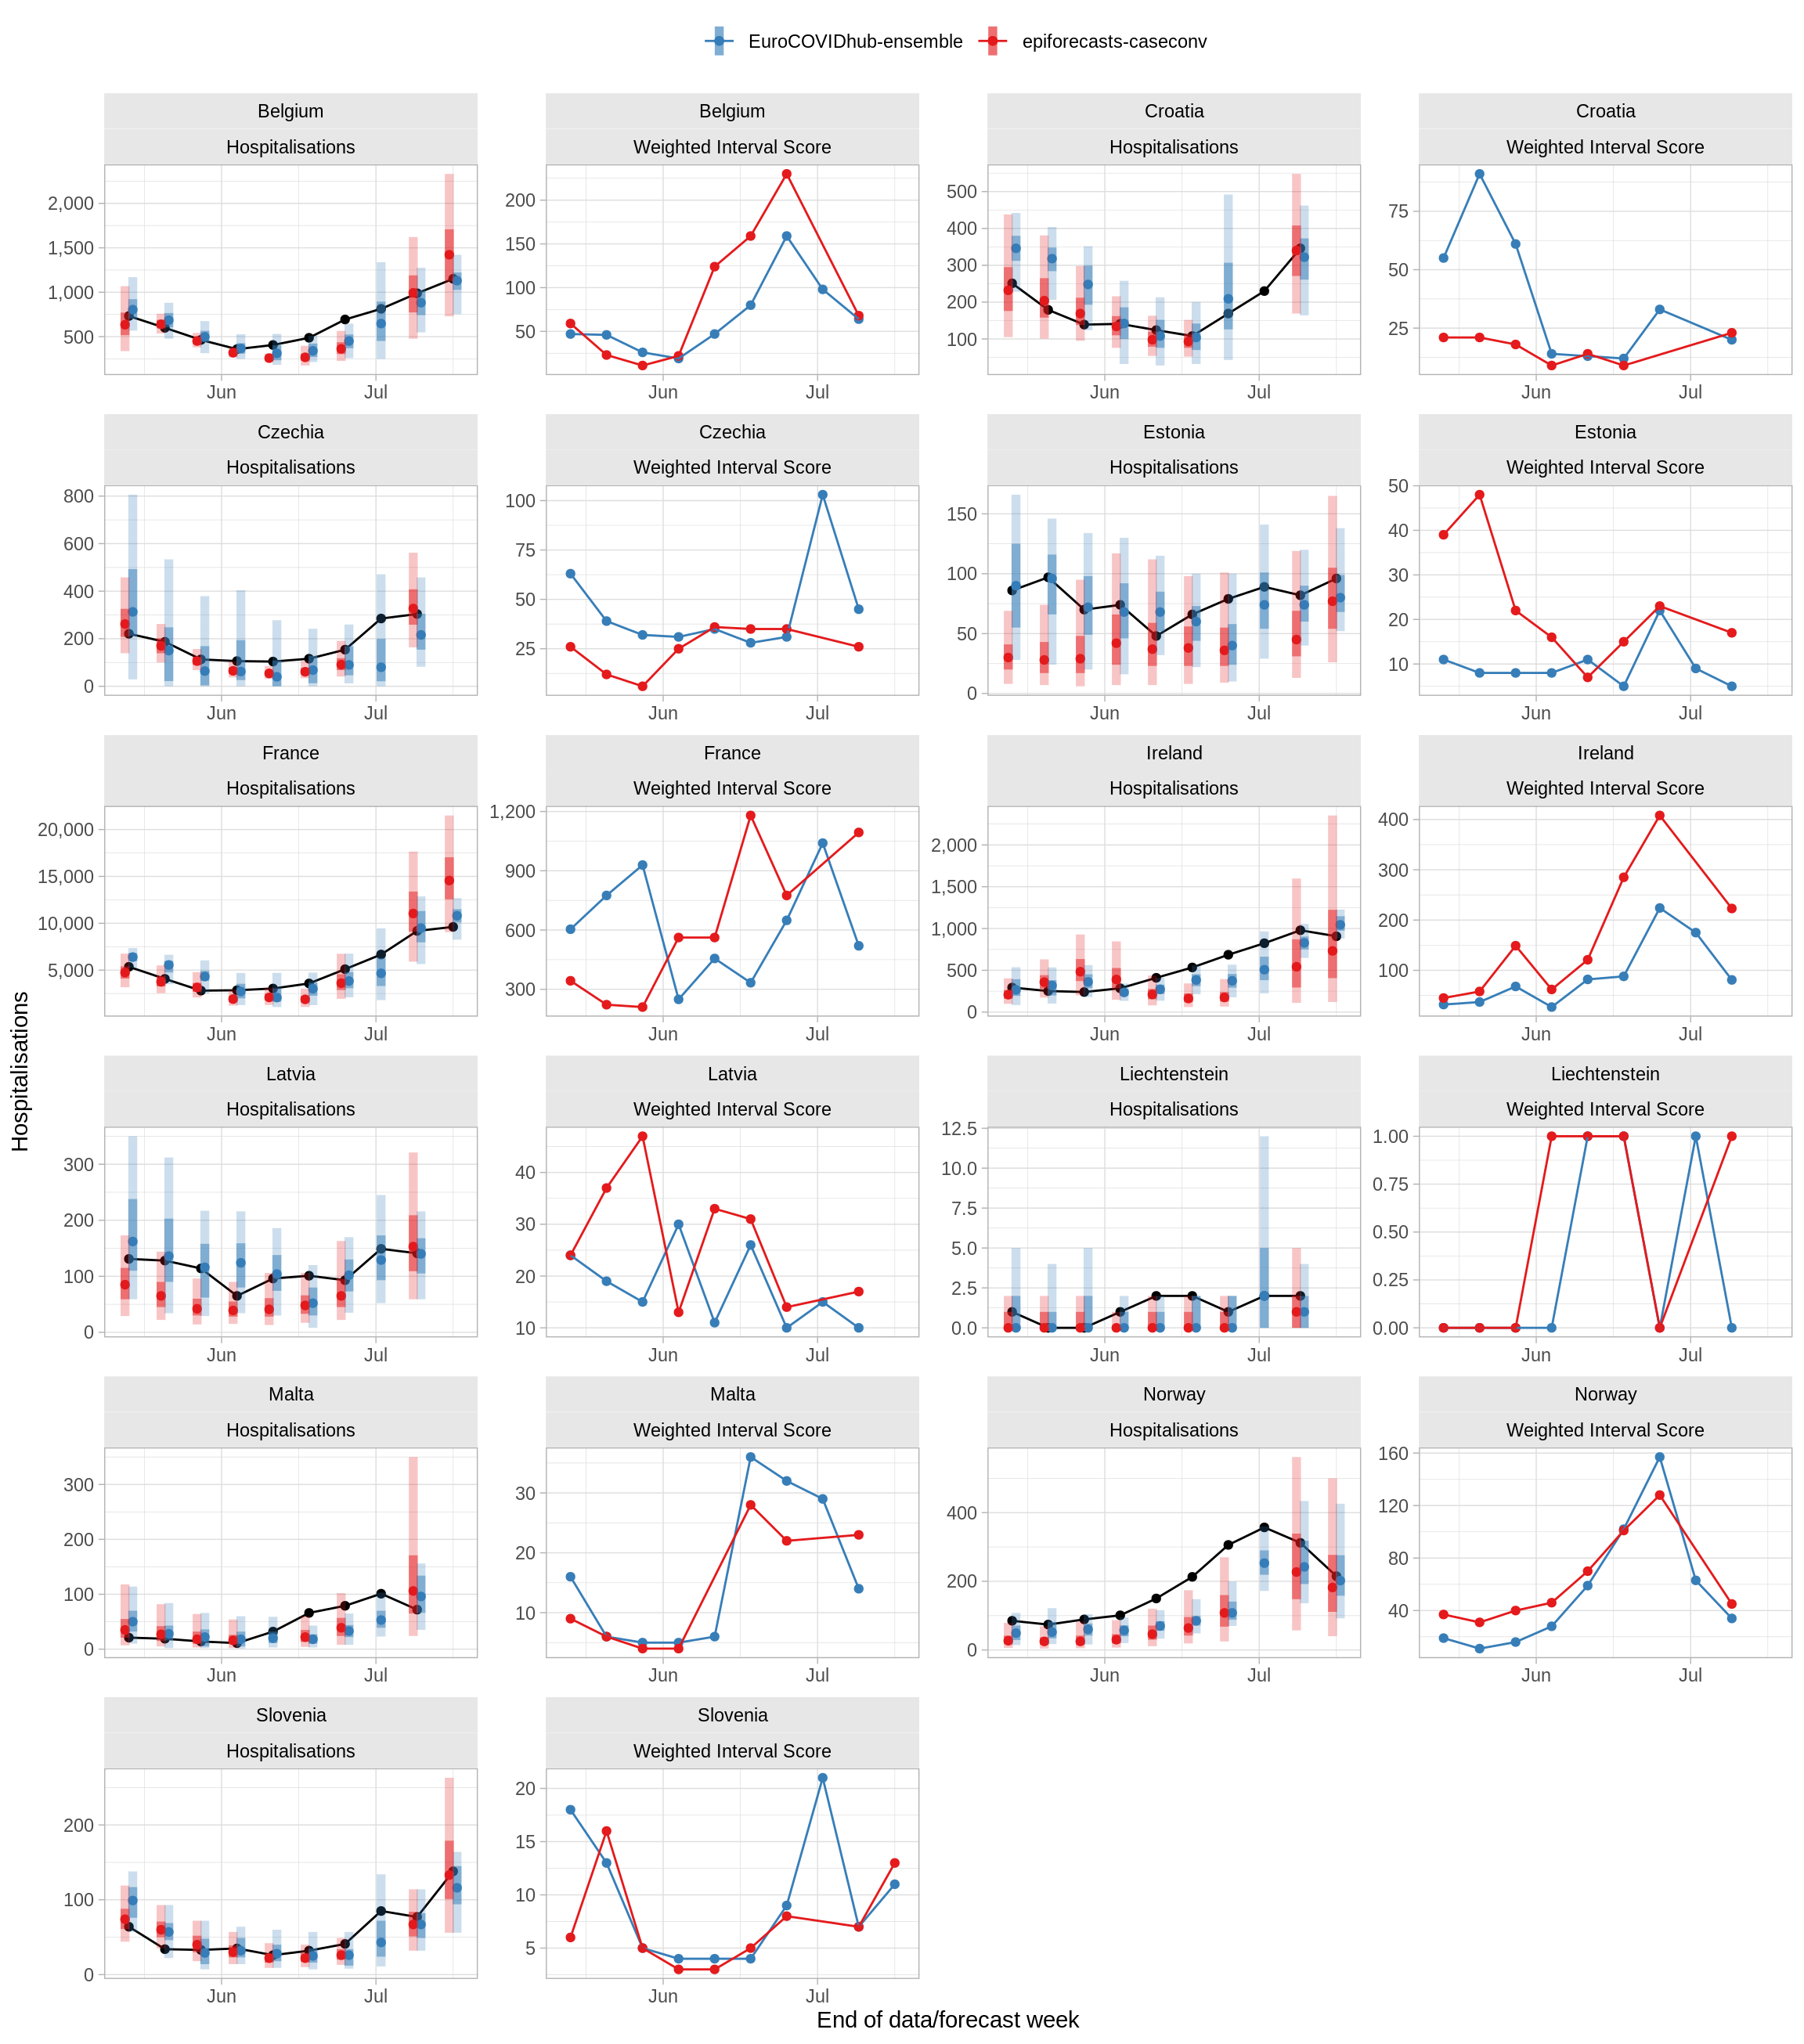 EuroCOVIDhub-ensemble epiforecasts-caseconv
Belgium Belgium Croatia Croatia
Hospitalisations Weighted Interval Score Hospitalisations Weighted Interval Score
2,000 1,500 1,000 500 200 150 100 50 500 400 300 200 100 75 50 25
Jun Jul Jun Jul Jun Jul Jun Jul
Czechia Czechia Estonia Estonia
Hospitalisations Weighted Interval Score Hospitalisations Weighted Interval Score
800 600 400 200 0 100 75 50 25 150 100 50 0 50 40 30 20 10
Jun Jul Jun Jul Jun Jul Jun Jul
France France Ireland Ireland
Hospitalisations Weighted Interval Score Hospitalisations Weighted Interval Score
20,000 15,000 10,000 5,000 1,200 900 600 300 2,000 1,500 1,000 500 0 400 300 200 100
Jun Jul Jun Jul Jun Jul Jun Jul
Hospitalisations
Latvia Latvia Liechtenstein Liechtenstein
Hospitalisations Weighted Interval Score Hospitalisations Weighted Interval Score
300 200 100 0 40 30 20 10 12.5 10.0 7.5 5.0 2.5 0.0 1.00 0.75 0.50 0.25 0.00
Jun Jul Jun Jul Jun Jul Jun Jul
Malta Malta Norway Norway
Hospitalisations Weighted Interval Score Hospitalisations Weighted Interval Score
300 200 100 0 30 20 10 400 200 0 160 120 80 40
Jun Jul Jun Jul Jun Jul Jun Jul
Slovenia Slovenia
Hospitalisations Weighted Interval Score
200 100 0 20 15 10 5
Jun Jul Jun Jul
End of data/forecast week